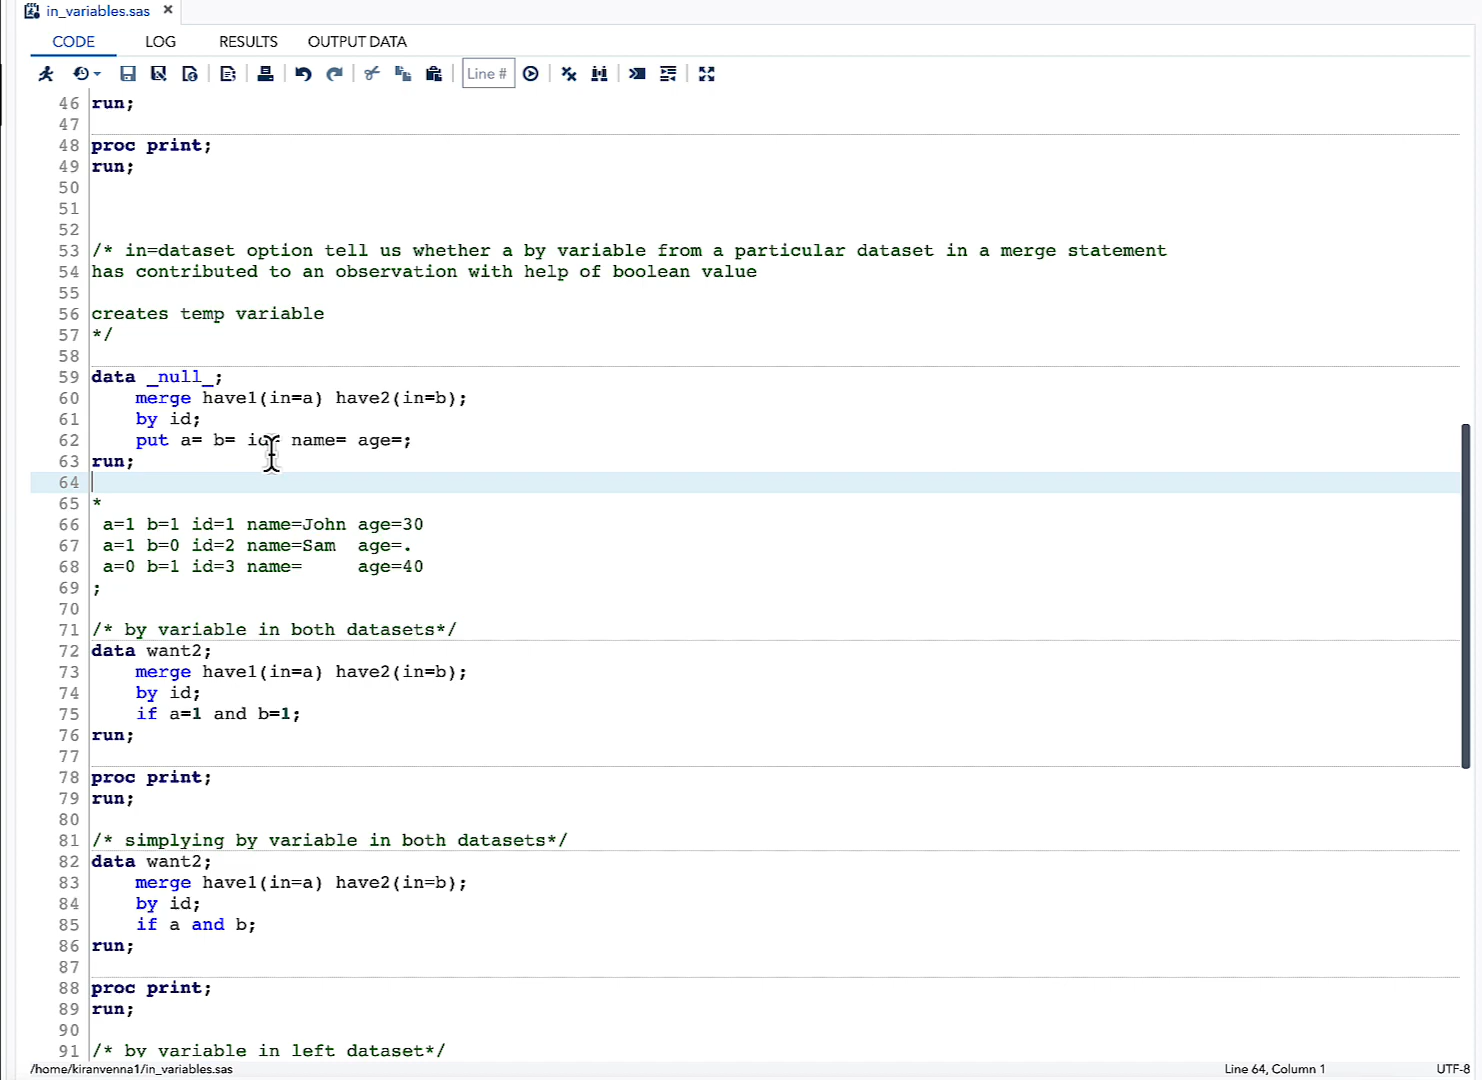 in_variables.sas ×
CODE LOG RESULTS OUTPUT DATA
Line #
46 run;
47
48 proc print;
49 run;
50
51
52
53 /* in=dataset option tell us whether a by variable from a particular dataset in a merge statement
54 has contributed to an observation with help of boolean value
55
56 creates temp variable
57 */
58
59 data _null_;
60 merge have1(in=a) have2(in=b);
61 by id;
62 put a= b= id= name= age=;
63 run;
64
65 *
66 a=1 b=1 id=1 name=John age=30
67 a=1 b=0 id=2 name=Sam age=.
68 a=0 b=1 id=3 name= age=40
69 ;
70
71 /* by variable in both datasets*/
72 data want2;
73 merge have1(in=a) have2(in=b);
74 by id;
75 if a=1 and b=1;
76 run;
77
78 proc print;
79 run;
80
81 /* simplying by variable in both datasets*/
82 data want2;
83 merge have1(in=a) have2(in=b);
84 by id;
85 if a and b;
86 run;
87
88 proc print;
89 run;
90
91 /* by variable in left dataset*/
/home/kiranvenna1/in_variables.sas Line 64, Column 1 UTF-8